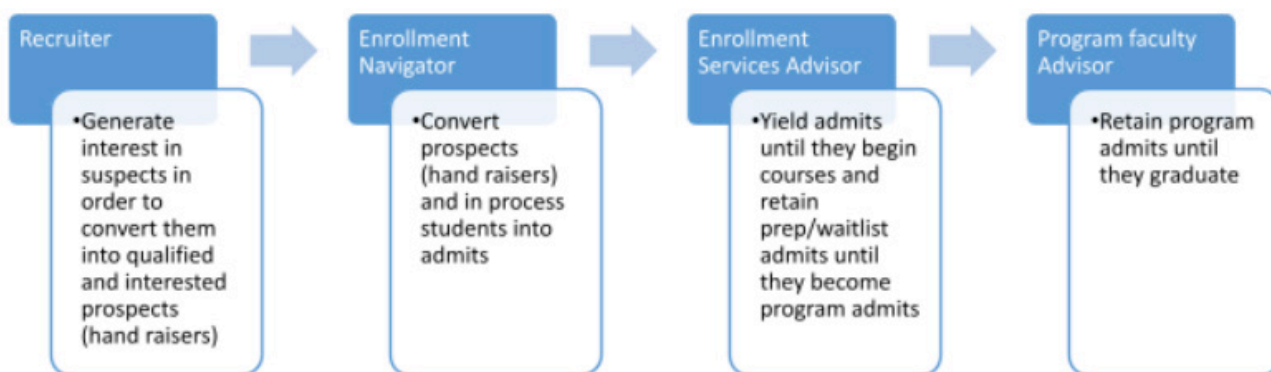 Recruiter
•Generate
interest in
suspects in
order to
convert them
into qualified
and interested
prospects
(hand raisers)
Enrollment
Navigator
•Convert
prospects
(hand raisers)
and in process
students into
admits
Enrollment
Services Advisor
•Yield admits
until they begin
courses and
retain
prep/waitlist
admits until
they become
program admits
Program faculty
Advisor
•Retain program
admits until
they graduate